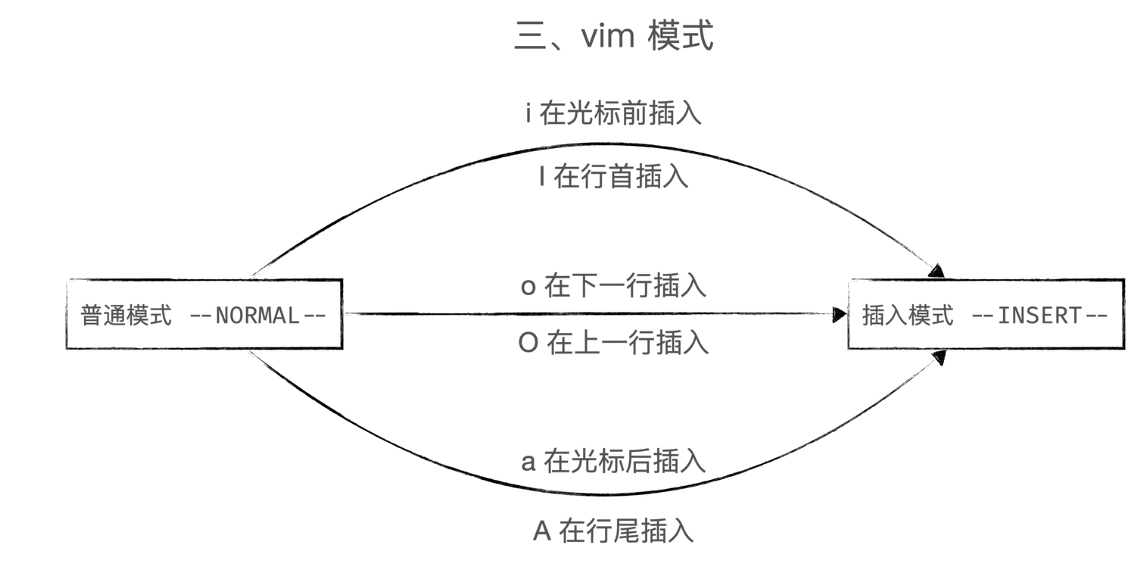 三、vim 模式
i 在光标前插入
I 在行首插入
o 在下一行插入
普通模式 --NORMAL--
插入模式 --INSERT--
O 在上一行插入
a 在光标后插入
A 在行尾插入